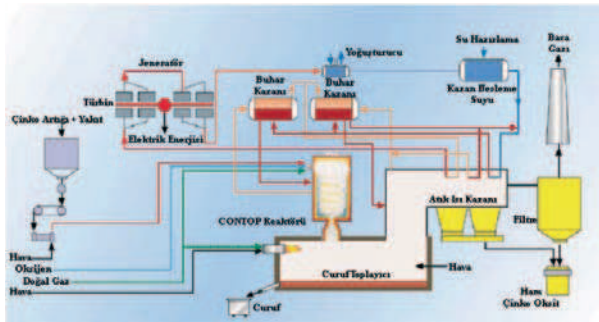 Jeneratör
Türbin
Elektrik Enerjisi
Çinko Artığı + Yakıt
Hava
Oksijen
Doğal Gaz
Hava
Buhar
Kazanı
Buhar
Kazanı
Yoğuşturucu
Su Hazırlama
Kazan Besleme
Suyu
Baca
Gazı
CONTOP Reaktörü
Atık Isı Kazanı
Filtre
Curuf Toplayıcı
Hava
Curuf
Ham
Çinko Oksit